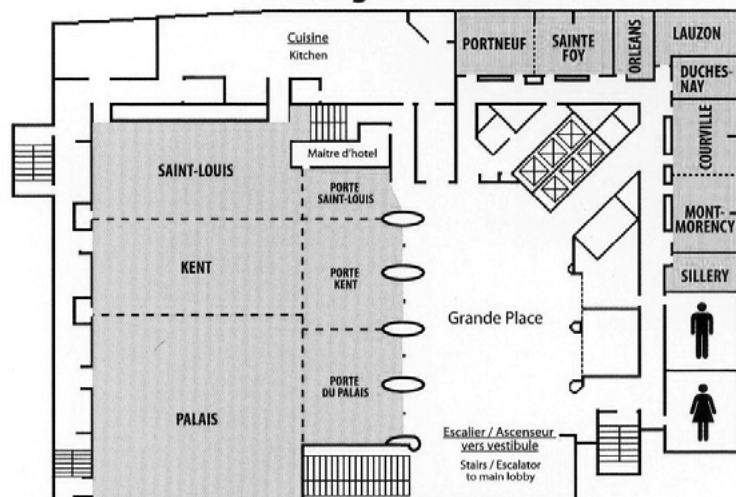 Cuisine
Kitchen
PORTNEUF
SAINTE
FOY
ORLEANS
LAUZON
DUCHES-
NAY
COURVILLE
Maitre d'hotel
SAINT-LOUIS
PORTE
SAINT-LOUIS
MONT-
MORENCY
KENT
PORTE
KENT
SILLERY
Grande Place
PORTE
DU PALAIS
PALAIS
Escalier / Ascenseur
vers vestibule
Stairs / Escalator
to main lobby